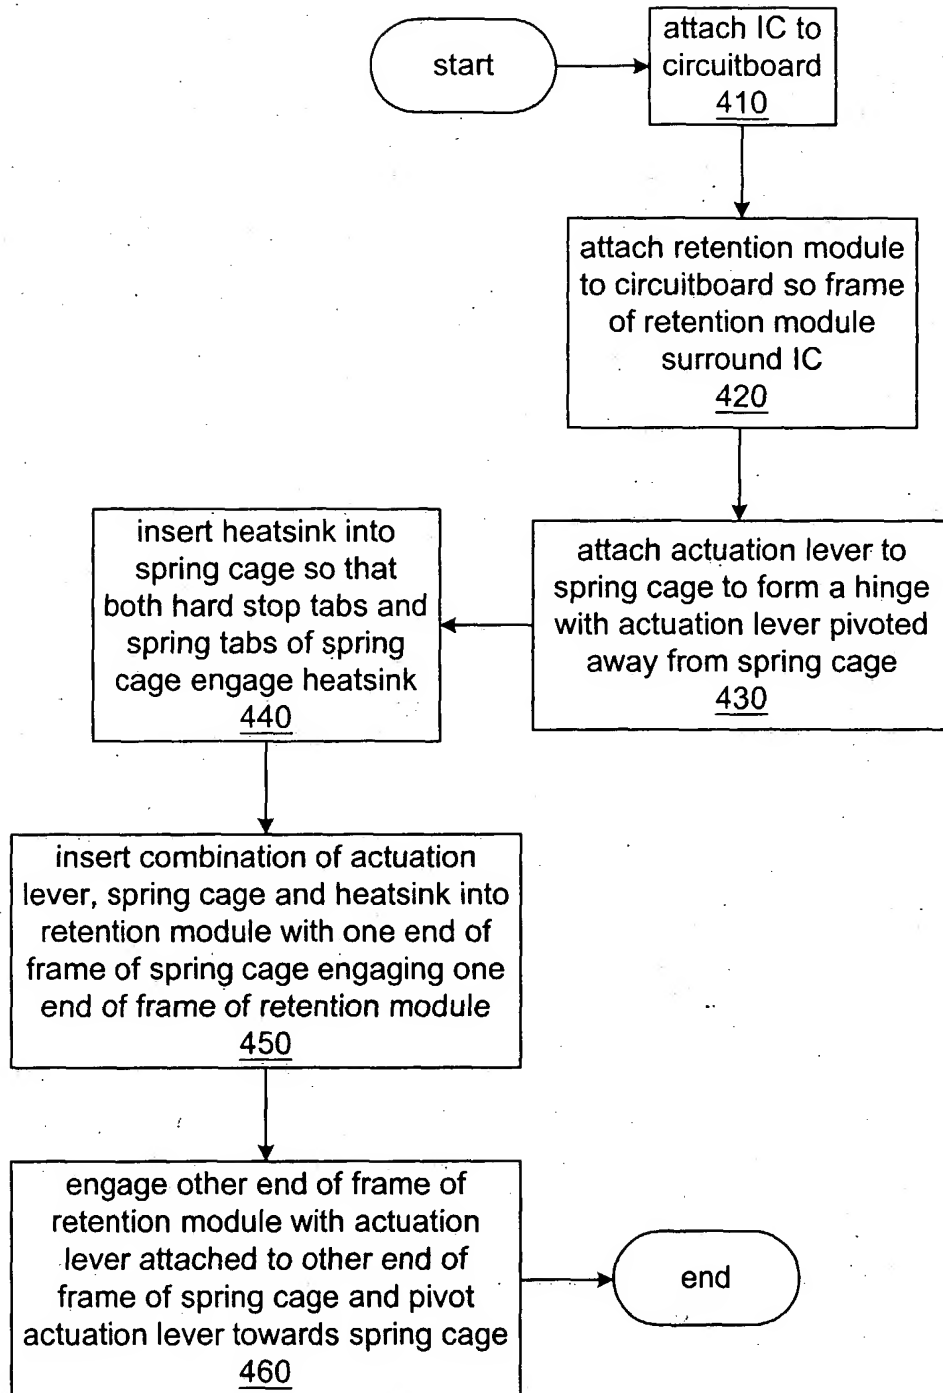 start
attach IC to
circuitboard
410
attach retention module
to circuitboard so frame
of retention module
surround IC
420
attach actuation lever to
spring cage to form a hinge
with actuation lever pivoted
away from spring cage
430
insert heatsink into
spring cage so that
both hard stop tabs and
spring tabs of spring
cage engage heatsink
440
insert combination of actuation
lever, spring cage and heatsink into
retention module with one end of
frame of spring cage engaging one
end of frame of retention module
450
engage other end of frame of
retention module with actuation
lever attached to other end of
frame of spring cage and pivot
actuation lever towards spring cage
460
end